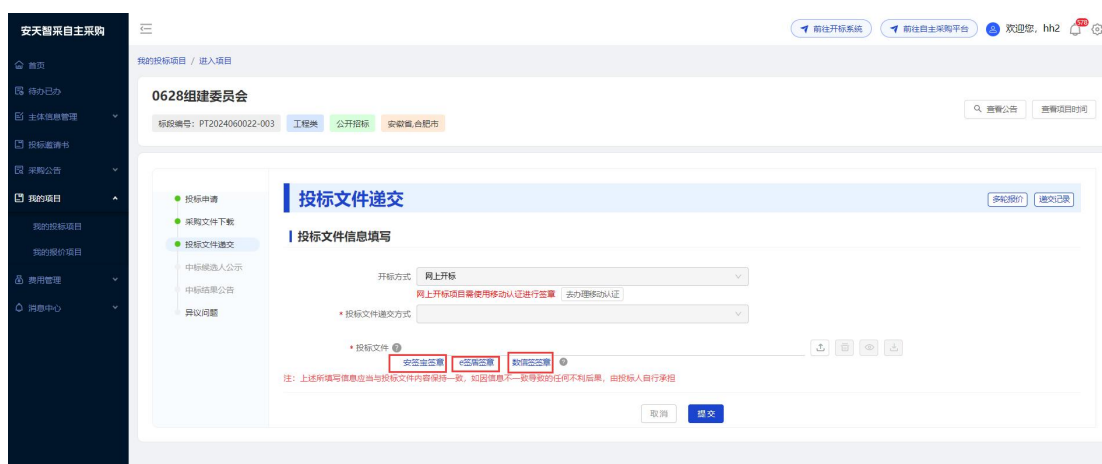 安天智采自主采购
前往开标系统 前往自主采购平台 欢迎您，hh2 578
首页
待办已办
主体信息管理
投标邀请书
采购公告
我的项目
我的投标项目
我的报价项目
费用管理
消息中心
我的投标项目 / 进入项目
0628组建委员会
标段编号：PT2024060022-003 工程类 公开招标 安徽省,合肥市
查看公告 查看项目时间
投标申请
采购文件下载
投标文件递交
中标候选人公示
中标结果公告
异议问题
投标文件递交
多轮报价 递交记录
投标文件信息填写
开标方式 网上开标
网上开标项目需使用移动认证进行签章 去办理移动认证
* 投标文件递交方式
* 投标文件
安签宝签章 e签盾签章 数信签签章
注：上述所填写信息应当与投标文件内容保持一致，如因信息不一致导致的任何不利后果，由投标人自行承担
取消 提交